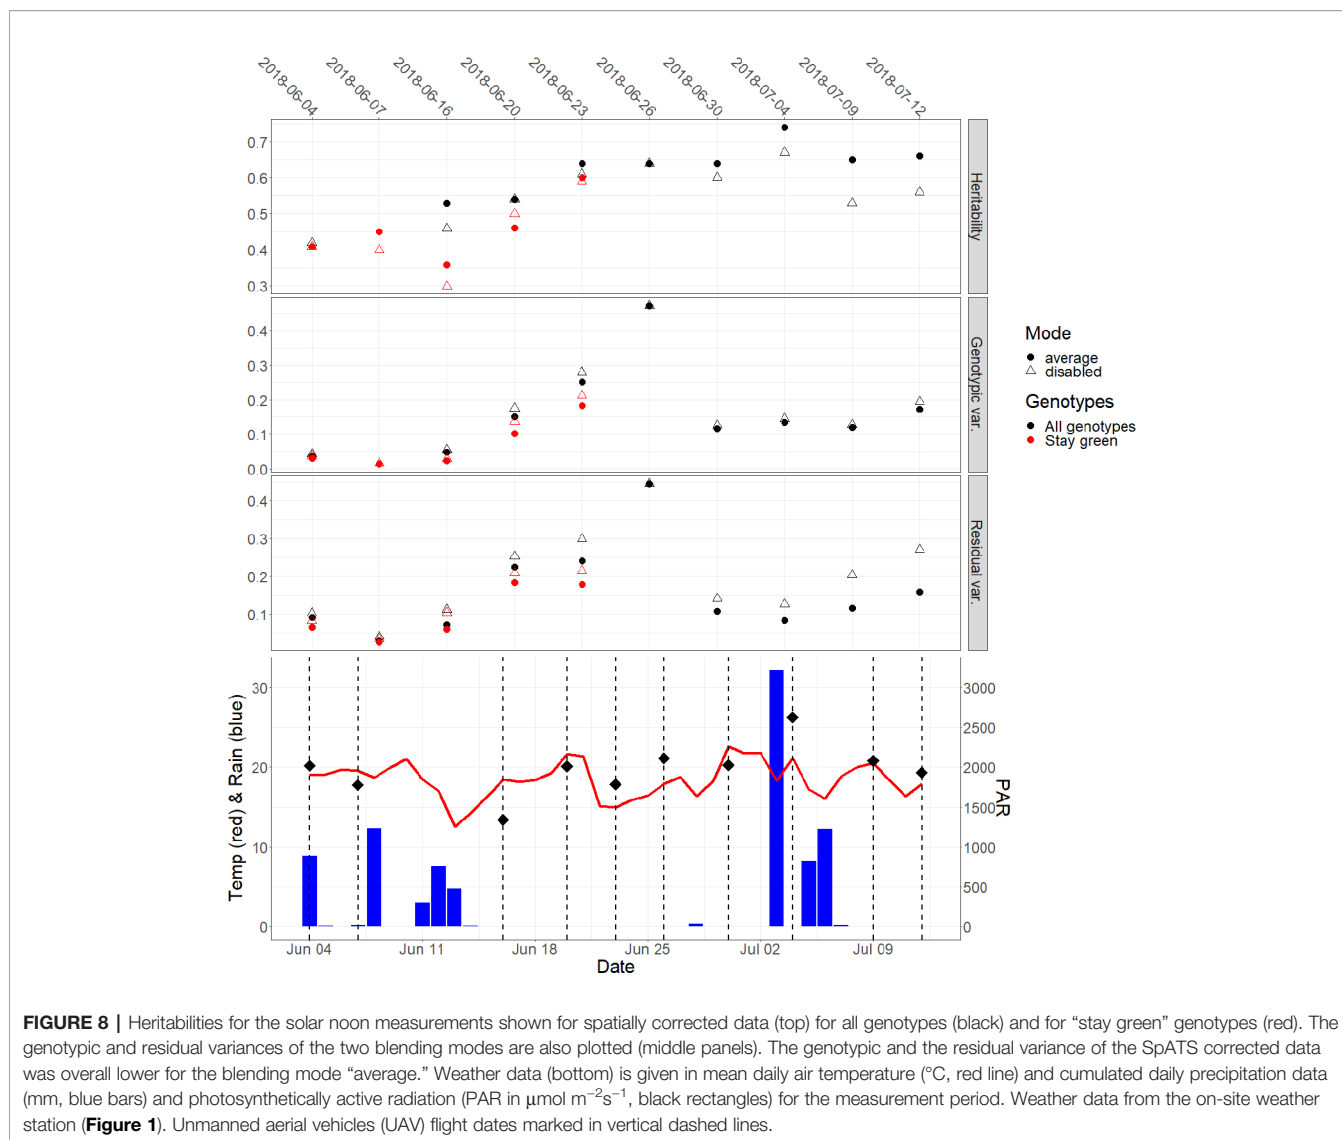 2018-06-04
2018-06-07
2018-06-16
2018-06-20
2018-06-23
2018-06-26
2018-06-30
2018-07-04
2018-07-09
2018-07-12
0.7
0.6
0.5
0.4
0.3
Heritability
0.4
0.3
0.2
0.1
0.0
Genotypic var.
0.4
0.3
0.2
0.1
Residual var.
Mode
average
disabled
Genotypes
All genotypes
Stay green
Temp (red) & Rain (blue)
30
20
10
0
3000
2500
2000
1500
1000
500
0
PAR
Jun 04
Jun 11
Jun 18
Jun 25
Jul 02
Jul 09
Date
FIGURE 8 | Heritabilities for the solar noon measurements shown for spatially corrected data (top) for all genotypes (black) and for “stay green” genotypes (red). The
genotypic and residual variances of the two blending modes are also plotted (middle panels). The genotypic and the residual variance of the SpATS corrected data
was overall lower for the blending mode “average.” Weather data (bottom) is given in mean daily air temperature (°C, red line) and cumulated daily precipitation data
(mm, blue bars) and photosynthetically active radiation (PAR in μmol m⁻²s⁻¹, black rectangles) for the measurement period. Weather data from the on-site weather
station (Figure 1). Unmanned aerial vehicles (UAV) flight dates marked in vertical dashed lines.